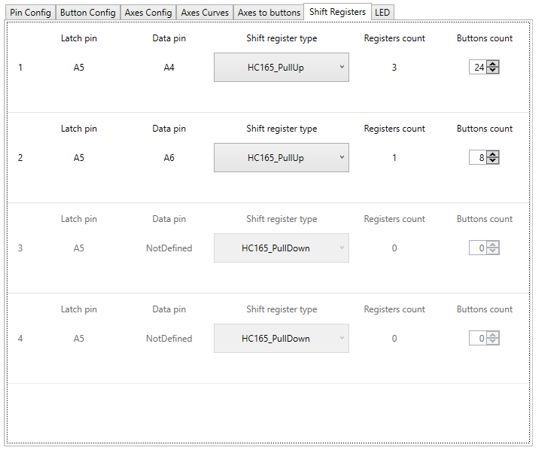 Pin Config Button Config Axes Config Axes Curves Axes to buttons Shift Registers LED
Latch pin Data pin Shift register type Registers count Buttons count
1 A5 A4 HC165_PullUp 3 24
Latch pin Data pin Shift register type Registers count Buttons count
2 A5 A6 HC165_PullUp 1 8
Latch pin Data pin Shift register type Registers count Buttons count
3 A5 NotDefined HC165_PullDown 0 0
Latch pin Data pin Shift register type Registers count Buttons count
4 A5 NotDefined HC165_PullDown 0 0